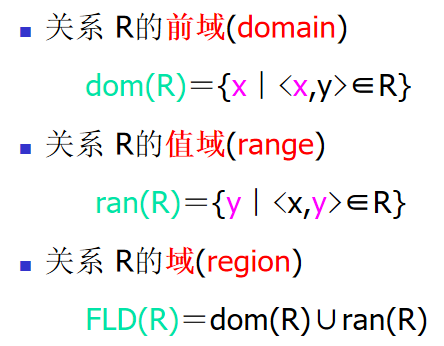 关系 R的前域(domain)
dom(R)＝{x｜<x,y>∈R}
关系 R的值域(range)
ran(R)＝{y｜<x,y>∈R}
关系 R的域(region)
FLD(R)＝dom(R)∪ran(R)